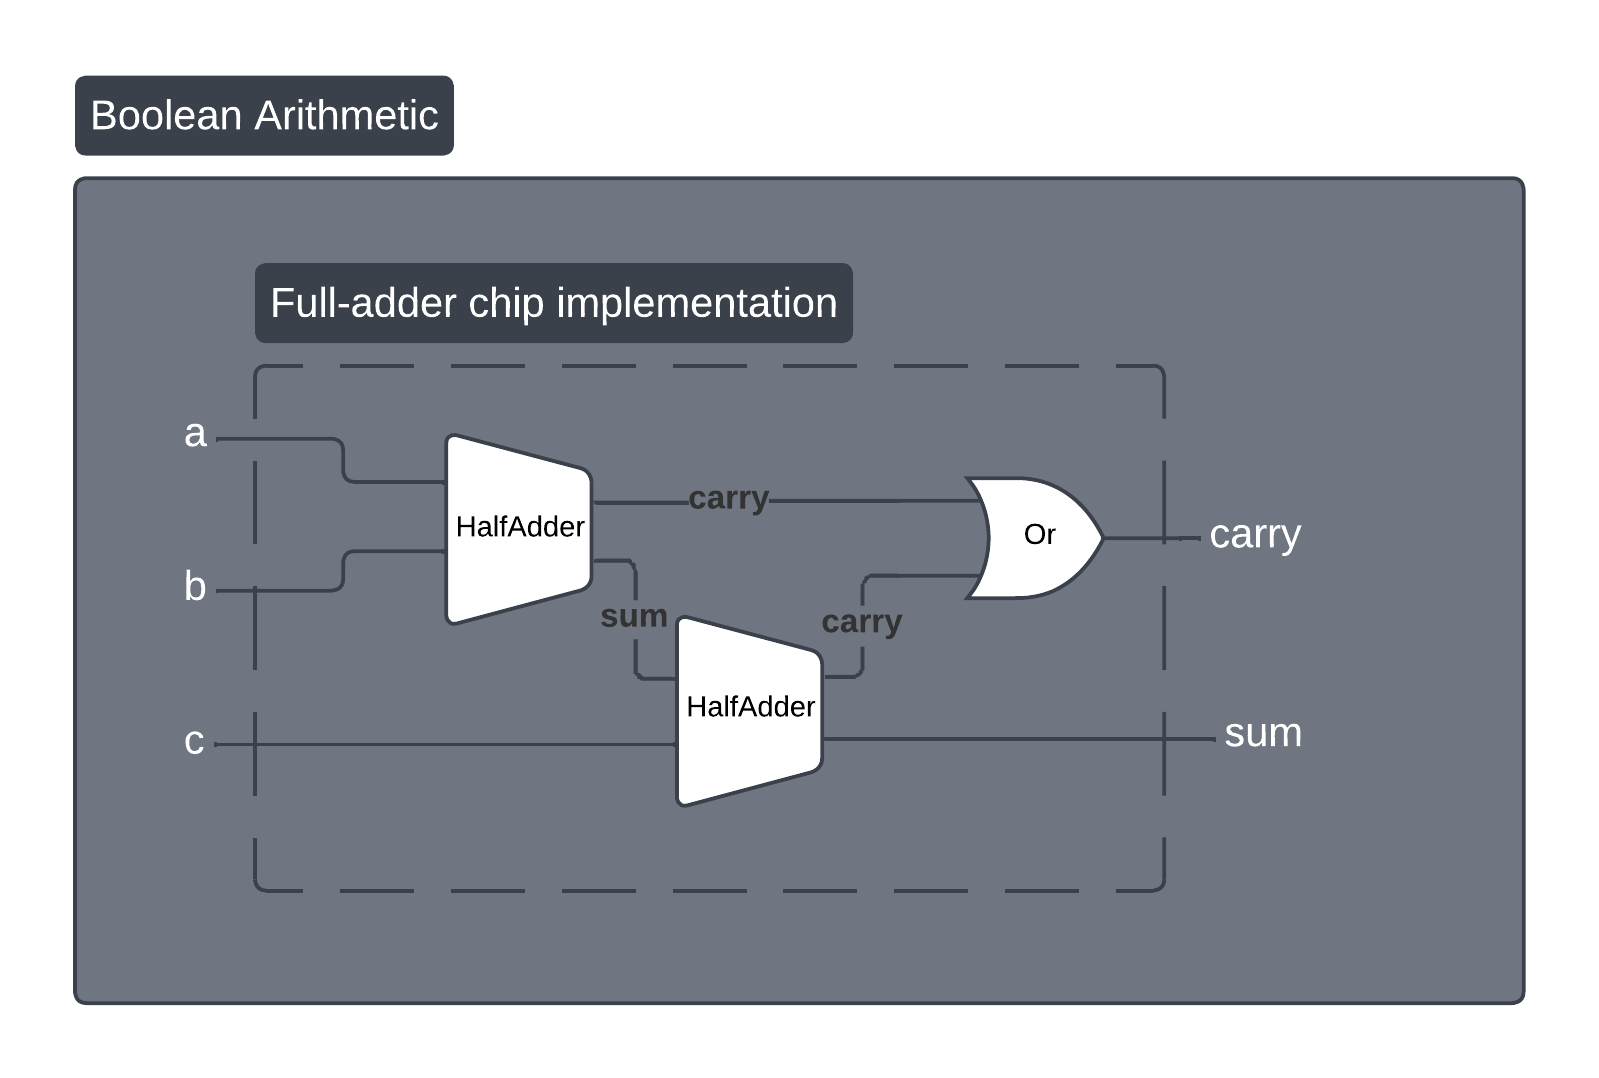 Boolean Arithmetic
Full-adder chip implementation
a
HalfAdder
carry
Or
carry
b
sum
carry
HalfAdder
c
sum